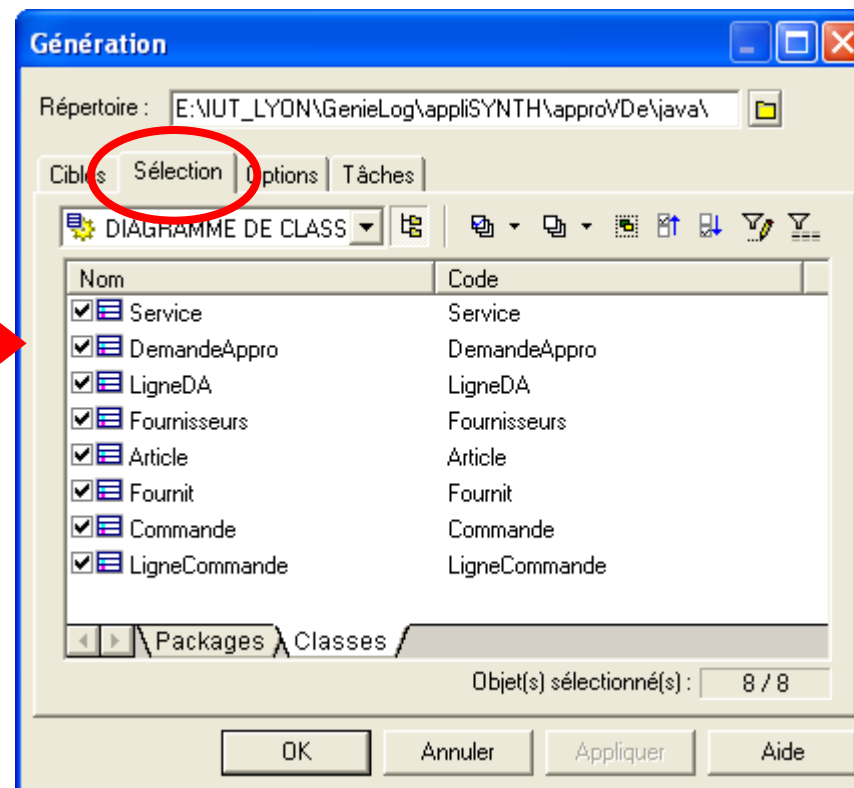 Génération
Répertoire : E:\IUT_LYON\GenieLog\appliSYNTH\approVDe\java\
Cibles Sélection Options Tâches
DIAGRAMME DE CLASS
Nom Code
Service Service
DemandeAppro DemandeAppro
LigneDA LigneDA
Fournisseurs Fournisseurs
Article Article
Fournit Fournit
Commande Commande
LigneCommande LigneCommande
Packages Classes
Objet(s) sélectionné(s) : 8 / 8
OK Annuler Appliquer Aide